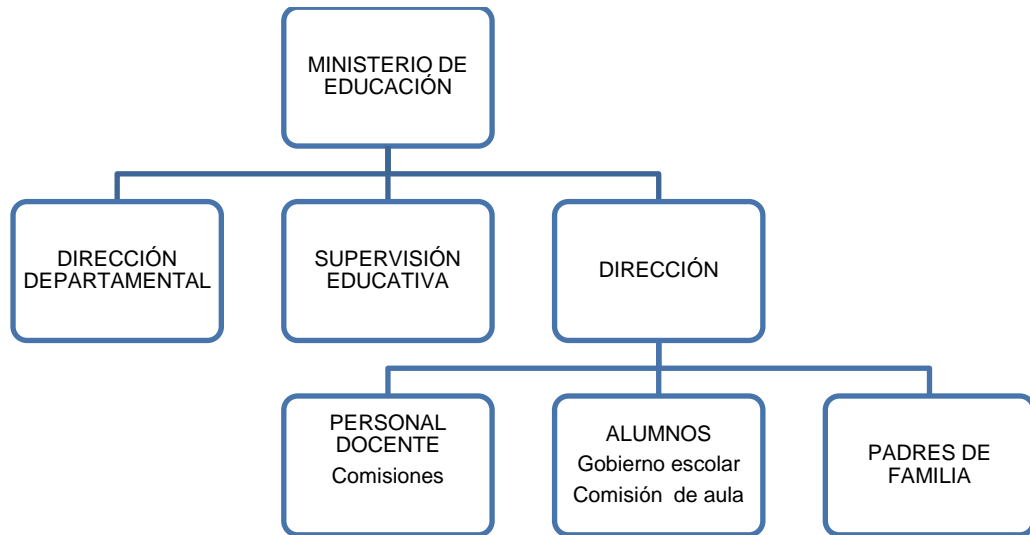 MINISTERIO DE
EDUCACIÓN
DIRECCIÓN
DEPARTAMENTAL
SUPERVISIÓN
EDUCATIVA
DIRECCIÓN
PERSONAL
DOCENTE
Comisiones
ALUMNOS
Gobierno escolar
Comisión de aula
PADRES DE
FAMILIA